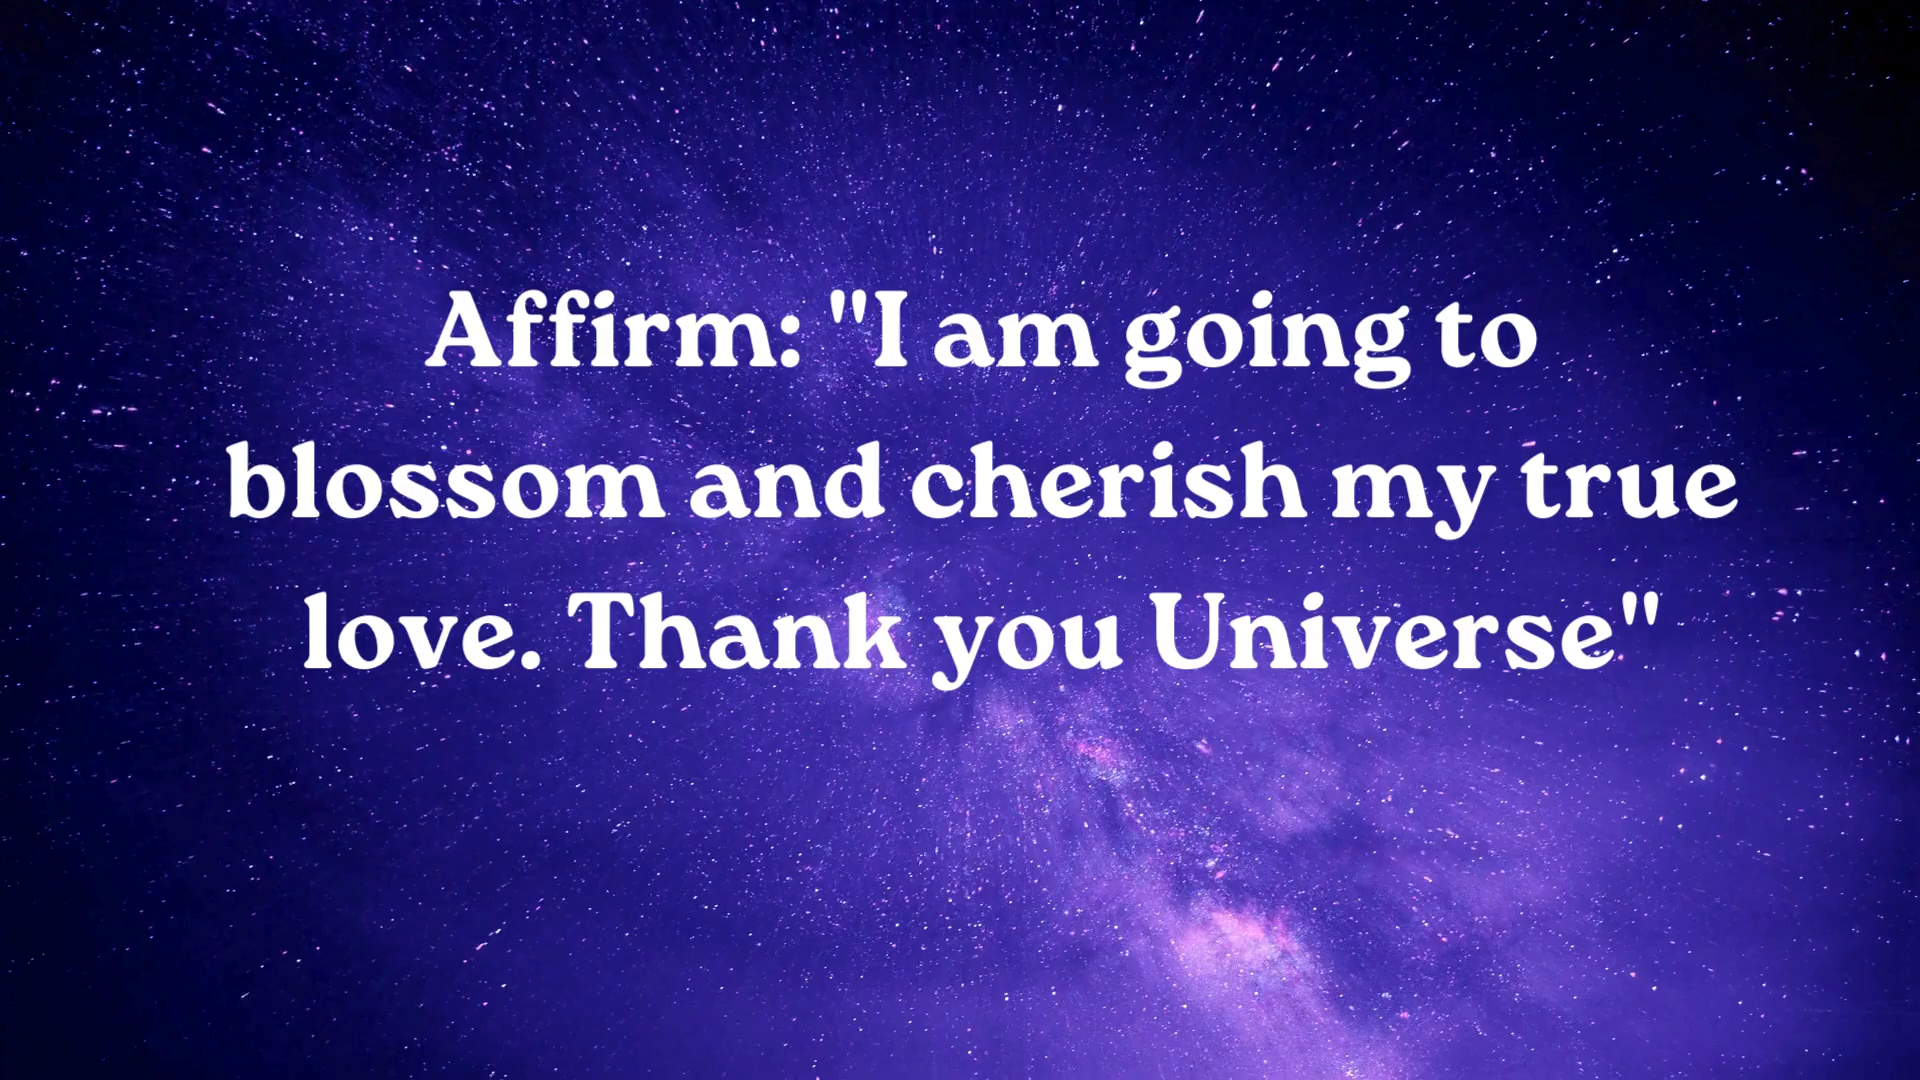 Affirm: "I am going to
blossom and cherish my true
love. Thank you Universe"